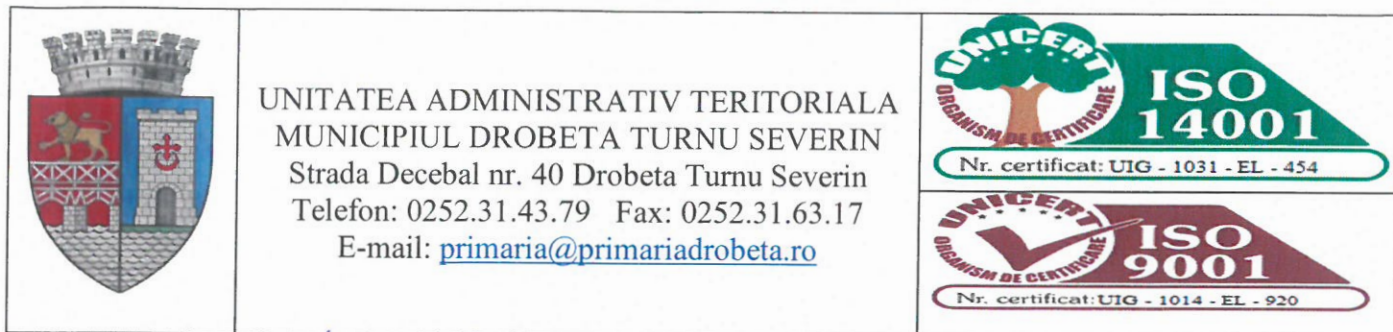 UNITATEA ADMINISTRATIV TERITORIALA
MUNICIPIUL DROBETA TURNU SEVERIN
Strada Decebal nr. 40 Drobeta Turnu Severin
Telefon: 0252.31.43.79 Fax: 0252.31.63.17
E-mail: primaria@primariadrobeta.ro
UNICERT
ORGANISM DE CERTIFICARE
ISO
14001
Nr. certificat: UIG - 1031 - EL - 454
UNICERT
ORGANISM DE CERTIFICARE
ISO
9001
Nr. certificat: UIG - 1014 - EL - 920